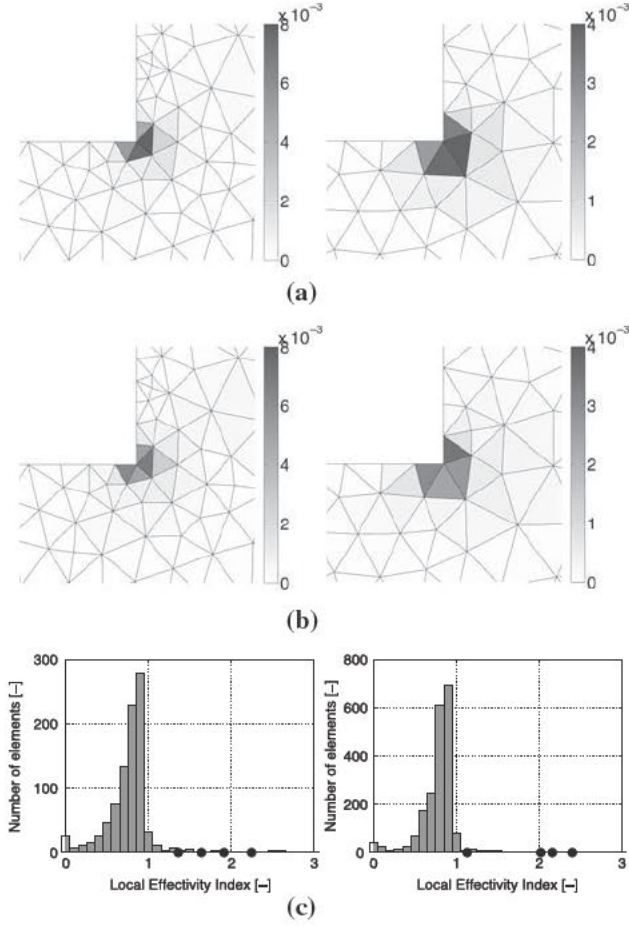 x 10⁻³
8
6
4
2
0
x 10⁻³
4
3
2
1
0
(a)
x 10⁻³
8
6
4
2
0
x 10⁻³
4
3
2
1
0
(b)
Number of elements [–]
300
200
100
0
0 1 2 3
Local Effectivity Index [–]
Number of elements [–]
800
600
400
200
0
0 1 2 3
Local Effectivity Index [–]
(c)